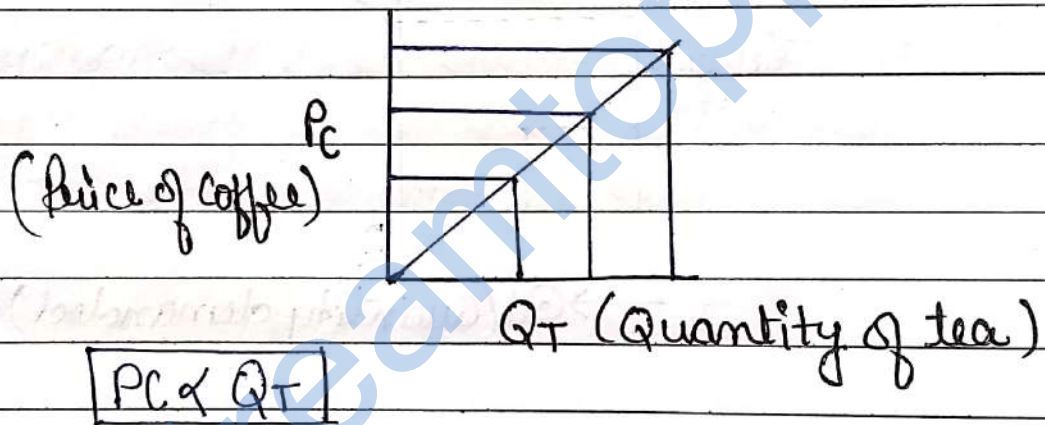 PC
(Price of Coffee)
QT (Quantity of tea)
PC ∝ QT